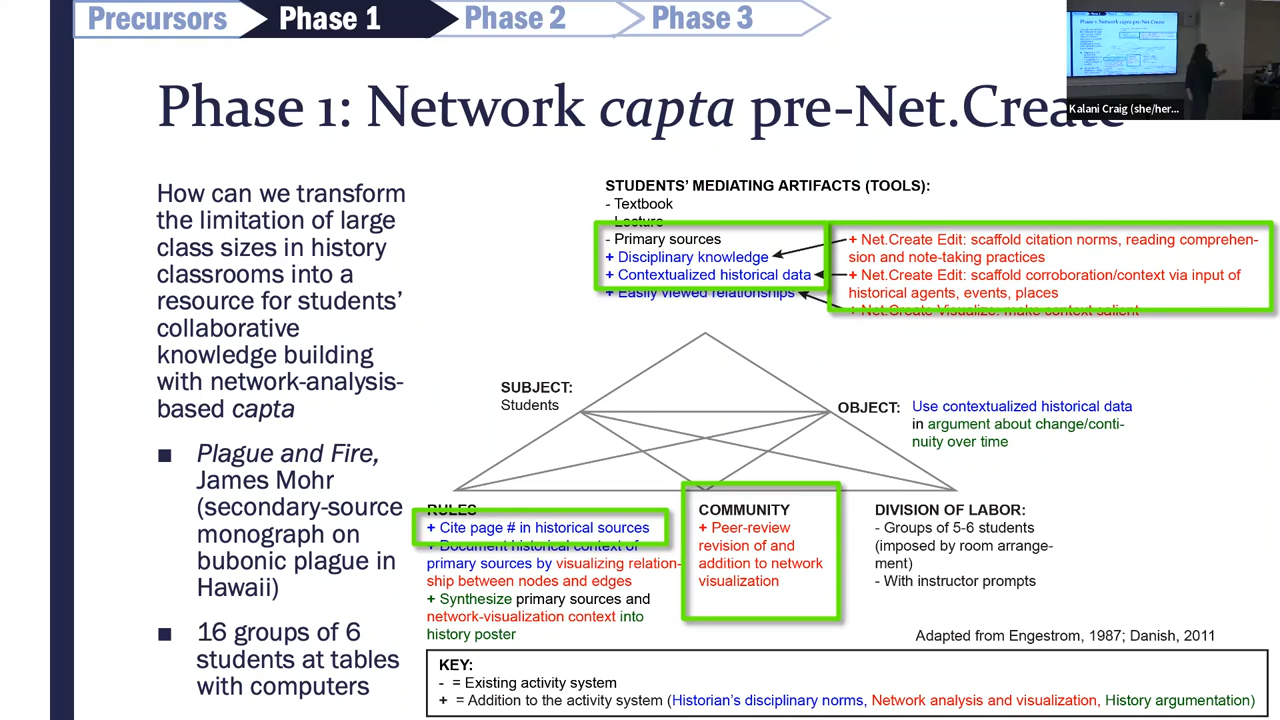 Precursors
Phase 1
Phase 2
Phase 3
Kalani Craig (she/her...
Phase 1: Network capta pre-Net.Create
How can we transform
the limitation of large
class sizes in history
classrooms into a
resource for students'
collaborative
knowledge building
with network-analysis-
based capta
■ Plague and Fire,
James Mohr
(secondary-source
monograph on
bubonic plague in
Hawaii)
■ 16 groups of 6
students at tables
with computers
STUDENTS' MEDIATING ARTIFACTS (TOOLS):
- Textbook
- Lecture
- Primary sources
+ Disciplinary knowledge
+ Contextualized historical data
+ Easily viewed relationships
+ Net.Create Edit: scaffold citation norms, reading comprehen-
sion and note-taking practices
+ Net.Create Edit: scaffold corroboration/context via input of
historical agents, events, places
+ Net.Create Visualize: make context salient
SUBJECT:
Students
OBJECT: Use contextualized historical data
in argument about change/conti-
nuity over time
RULES
+ Cite page # in historical sources
+ Document historical context of
primary sources by visualizing relation-
ship between nodes and edges
+ Synthesize primary sources and
network-visualization context into
history poster
COMMUNITY
+ Peer-review
revision of and
addition to network
visualization
DIVISION OF LABOR:
- Groups of 5-6 students
(imposed by room arrange-
ment)
- With instructor prompts
Adapted from Engestrom, 1987; Danish, 2011
KEY:
- = Existing activity system
+ = Addition to the activity system (Historian's disciplinary norms, Network analysis and visualization, History argumentation)